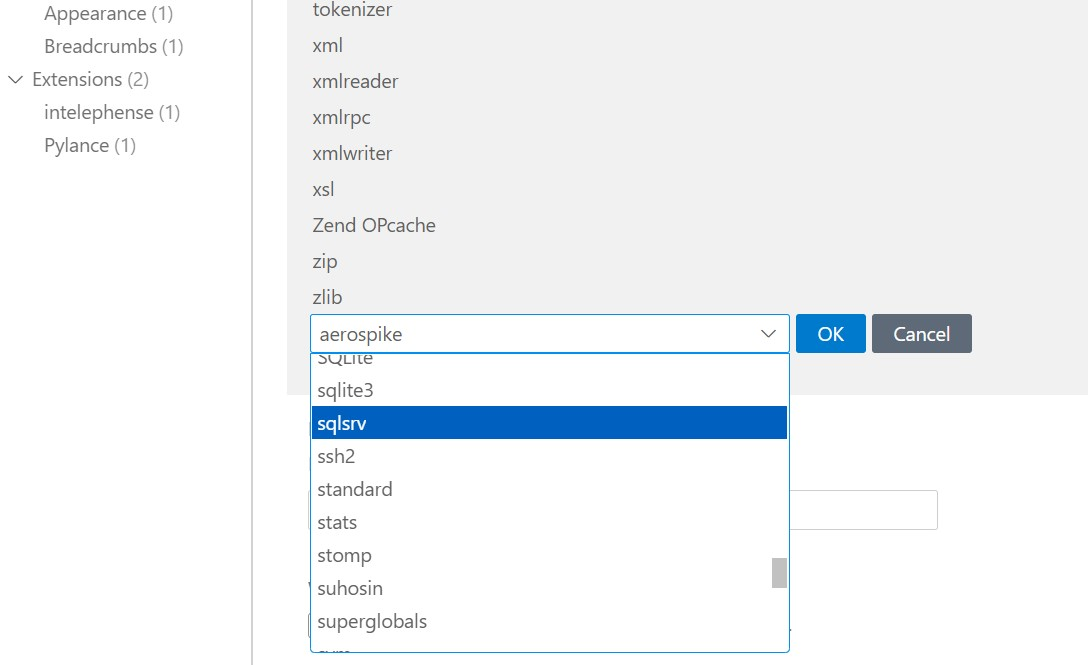 Appearance (1)
Breadcrumbs (1)
Extensions (2)
intelephense (1)
Pylance (1)
tokenizer
xml
xmlreader
xmlrpc
xmlwriter
xsl
Zend OPcache
zip
zlib
aerospike
OK
Cancel
SQLite
sqlite3
sqlsrv
ssh2
standard
stats
stomp
suhosin
superglobals